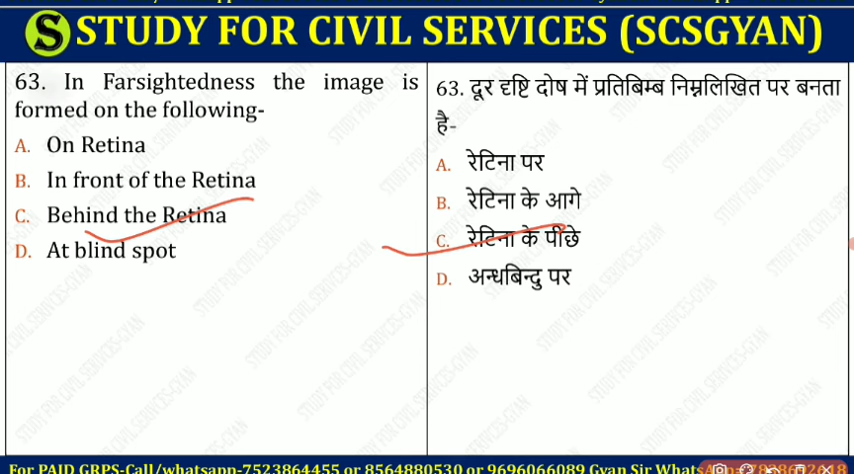 S STUDY FOR CIVIL SERVICES (SCSGYAN)
63. In Farsightedness the image is
formed on the following-
A. On Retina
B. In front of the Retina
C. Behind the Retina
D. At blind spot
63. दूर दृष्टि दोष में प्रतिबिम्ब निम्नलिखित पर बनता
है-
A. रेटिना पर
B. रेटिना के आगे
C. रेटिना के पीछे
D. अन्धबिन्दु पर
For PAID GRPS-Call/whatsapp-7523864455 or 8564880530 or 9696066089 Gyan Sir